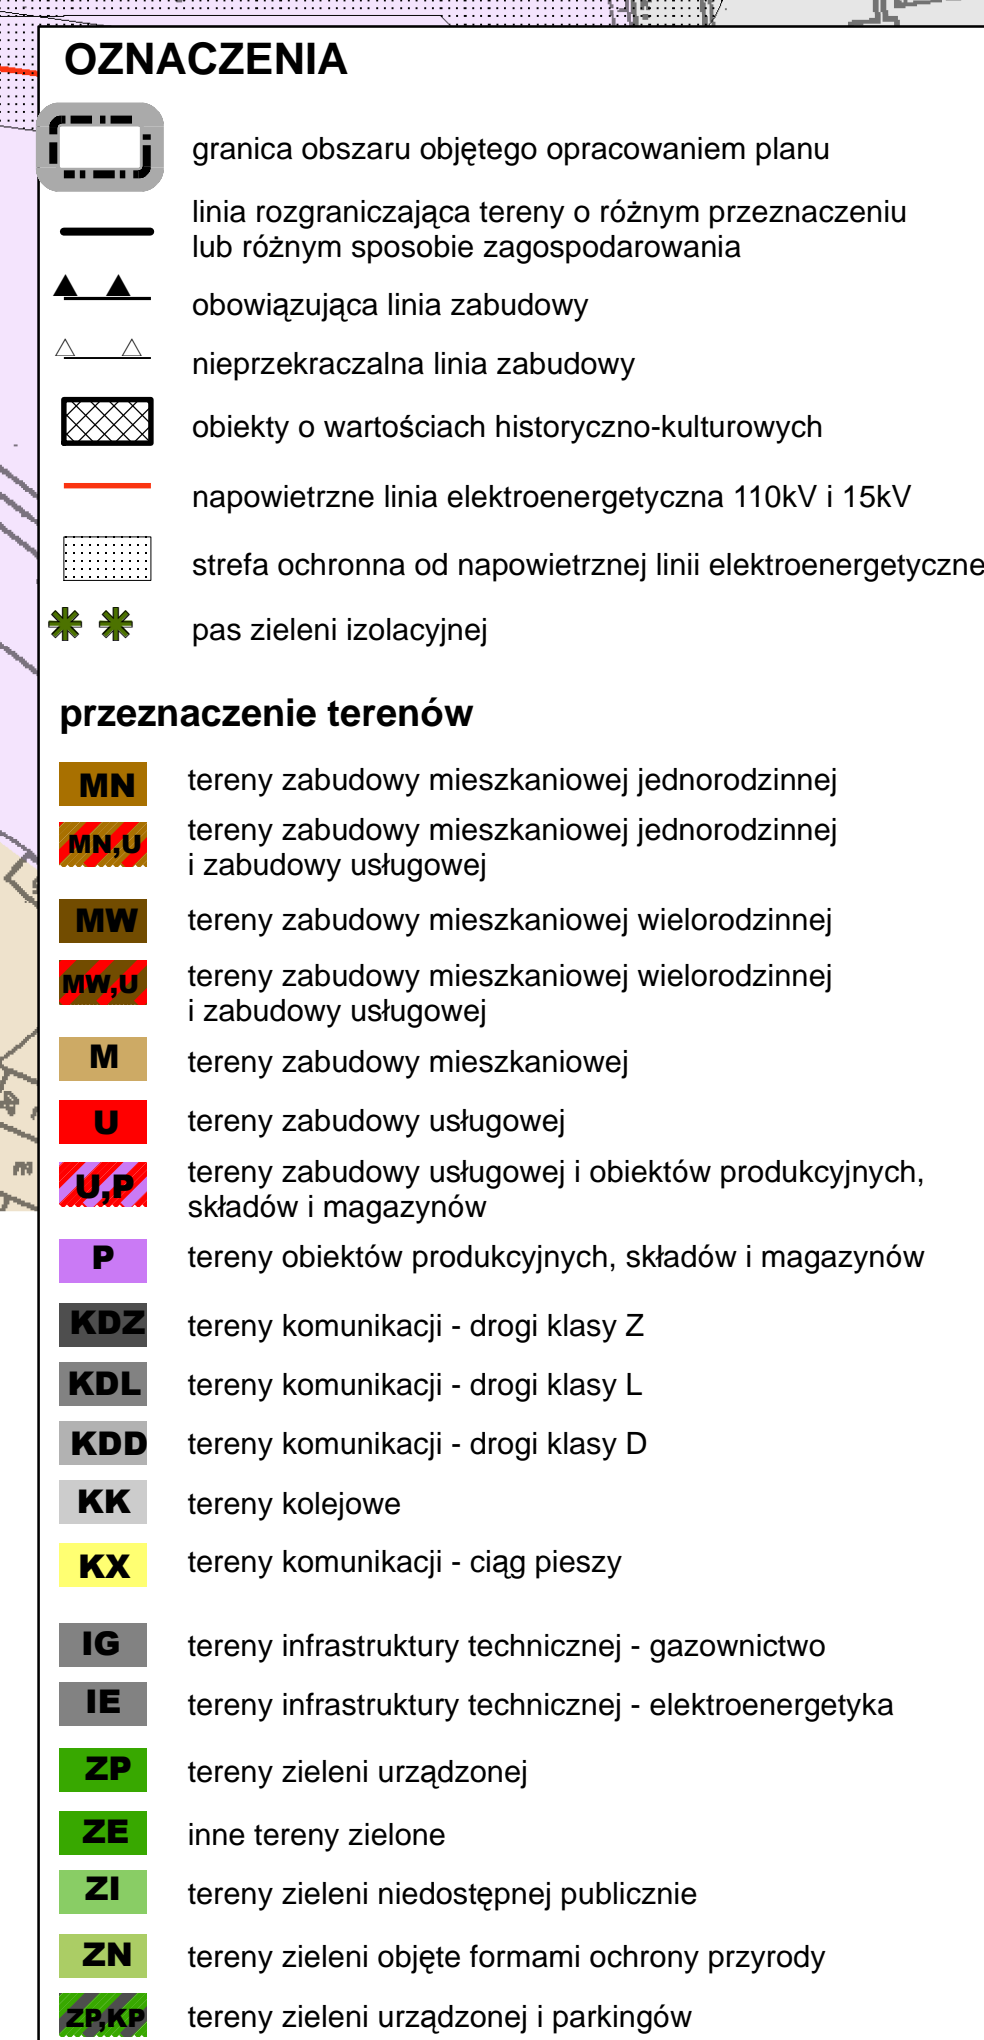 OZNACZENIA
granica obszaru objętego opracowaniem planu
linia rozgraniczająca tereny o różnym przeznaczeniu
lub różnym sposobie zagospodarowania
obowiązująca linia zabudowy
nieprzekraczalna linia zabudowy
obiekty o wartościach historyczno-kulturowych
napowietrzne linia elektroenergetyczna 110kV i 15kV
strefa ochronna od napowietrznej linii elektroenergetyczne
pas zieleni izolacyjnej
przeznaczenie terenów
MN tereny zabudowy mieszkaniowej jednorodzinnej
MN,U tereny zabudowy mieszkaniowej jednorodzinnej
i zabudowy usługowej
MW tereny zabudowy mieszkaniowej wielorodzinnej
MW,U tereny zabudowy mieszkaniowej wielorodzinnej
i zabudowy usługowej
M tereny zabudowy mieszkaniowej
U tereny zabudowy usługowej
U,P tereny zabudowy usługowej i obiektów produkcyjnych,
składów i magazynów
P tereny obiektów produkcyjnych, składów i magazynów
KDZ tereny komunikacji - drogi klasy Z
KDL tereny komunikacji - drogi klasy L
KDD tereny komunikacji - drogi klasy D
KK tereny kolejowe
KX tereny komunikacji - ciąg pieszy
IG tereny infrastruktury technicznej - gazownictwo
IE tereny infrastruktury technicznej - elektroenergetyka
ZP tereny zieleni urządzonej
ZE inne tereny zielone
ZI tereny zieleni niedostępnej publicznie
ZN tereny zieleni objęte formami ochrony przyrody
ZP,KP tereny zieleni urządzonej i parkingów